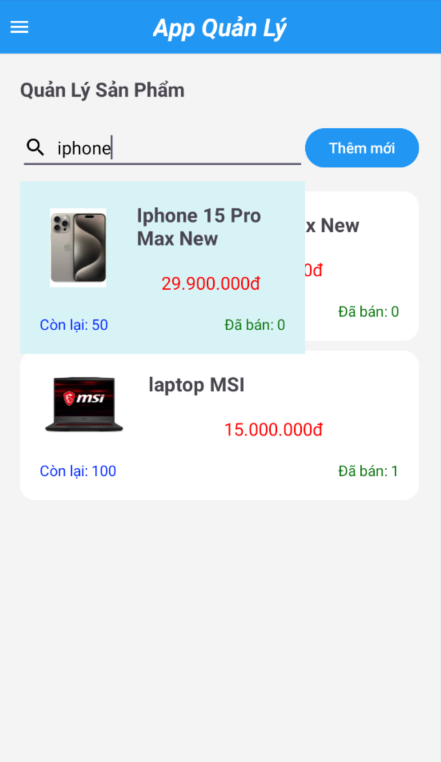 App Quản Lý
Quản Lý Sản Phẩm
iphone
Thêm mới
Iphone 15 Pro
Max New
29.900.000đ
Còn lại: 50
Đã bán: 0
x New
0đ
Đã bán: 0
msi
laptop MSI
15.000.000đ
Còn lại: 100
Đã bán: 1